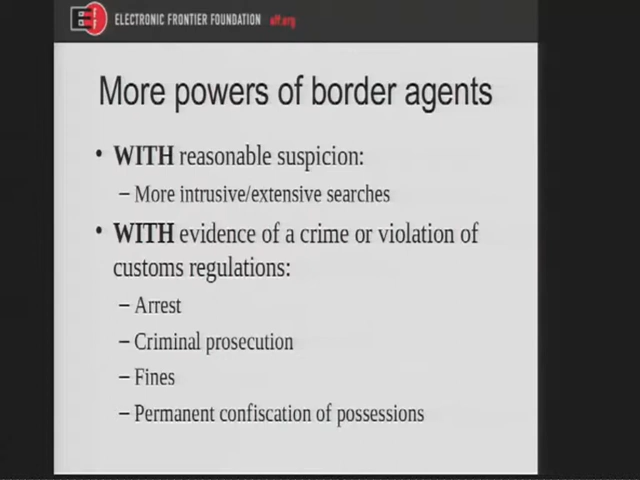 ELECTRONIC FRONTIER FOUNDATION eff.org
More powers of border agents
• WITH reasonable suspicion:
– More intrusive/extensive searches
• WITH evidence of a crime or violation of
customs regulations:
– Arrest
– Criminal prosecution
– Fines
– Permanent confiscation of possessions